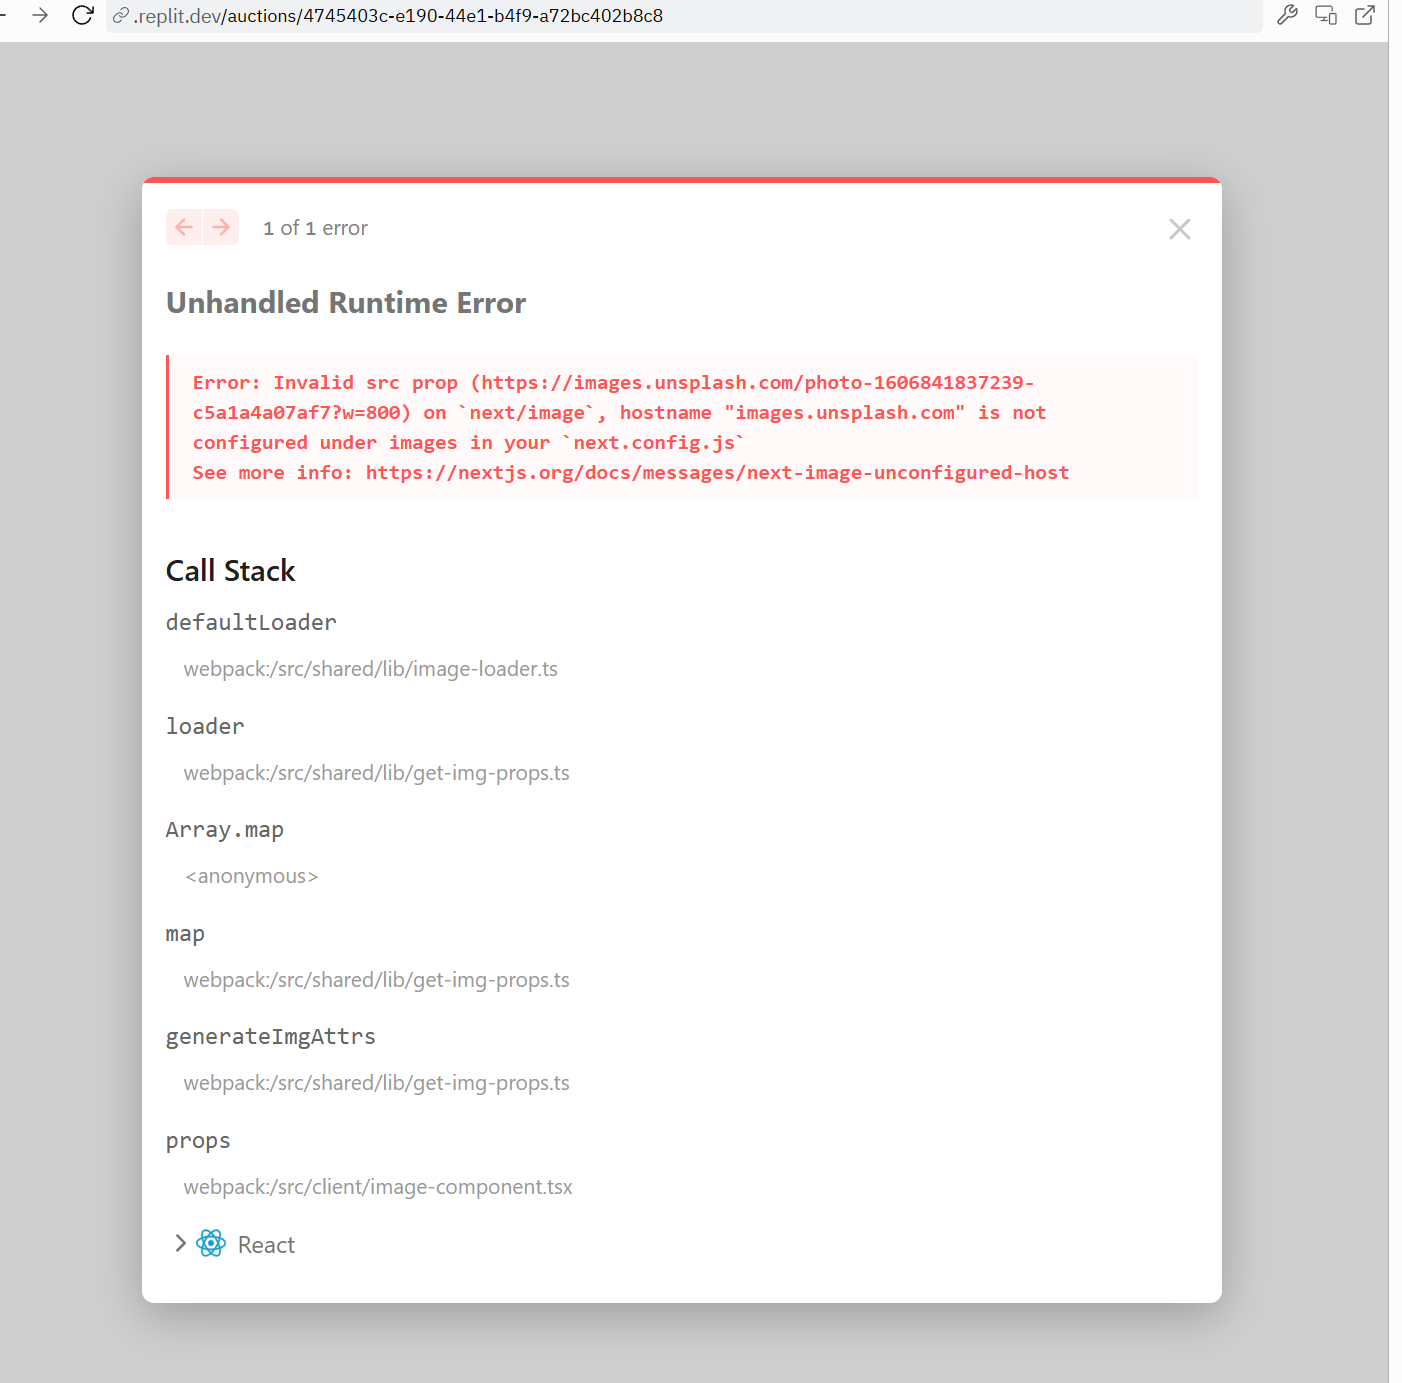 .replit.dev/auctions/4745403c-e190-44e1-b4f9-a72bc402b8c8
1 of 1 error
Unhandled Runtime Error
Error: Invalid src prop (https://images.unsplash.com/photo-1606841837239-
c5a1a4a07af7?w=800) on `next/image`, hostname "images.unsplash.com" is not
configured under images in your `next.config.js`
See more info: https://nextjs.org/docs/messages/next-image-unconfigured-host
Call Stack
defaultLoader
webpack:/src/shared/lib/image-loader.ts
loader
webpack:/src/shared/lib/get-img-props.ts
Array.map
<anonymous>
map
webpack:/src/shared/lib/get-img-props.ts
generateImgAttrs
webpack:/src/shared/lib/get-img-props.ts
props
webpack:/src/client/image-component.tsx
React